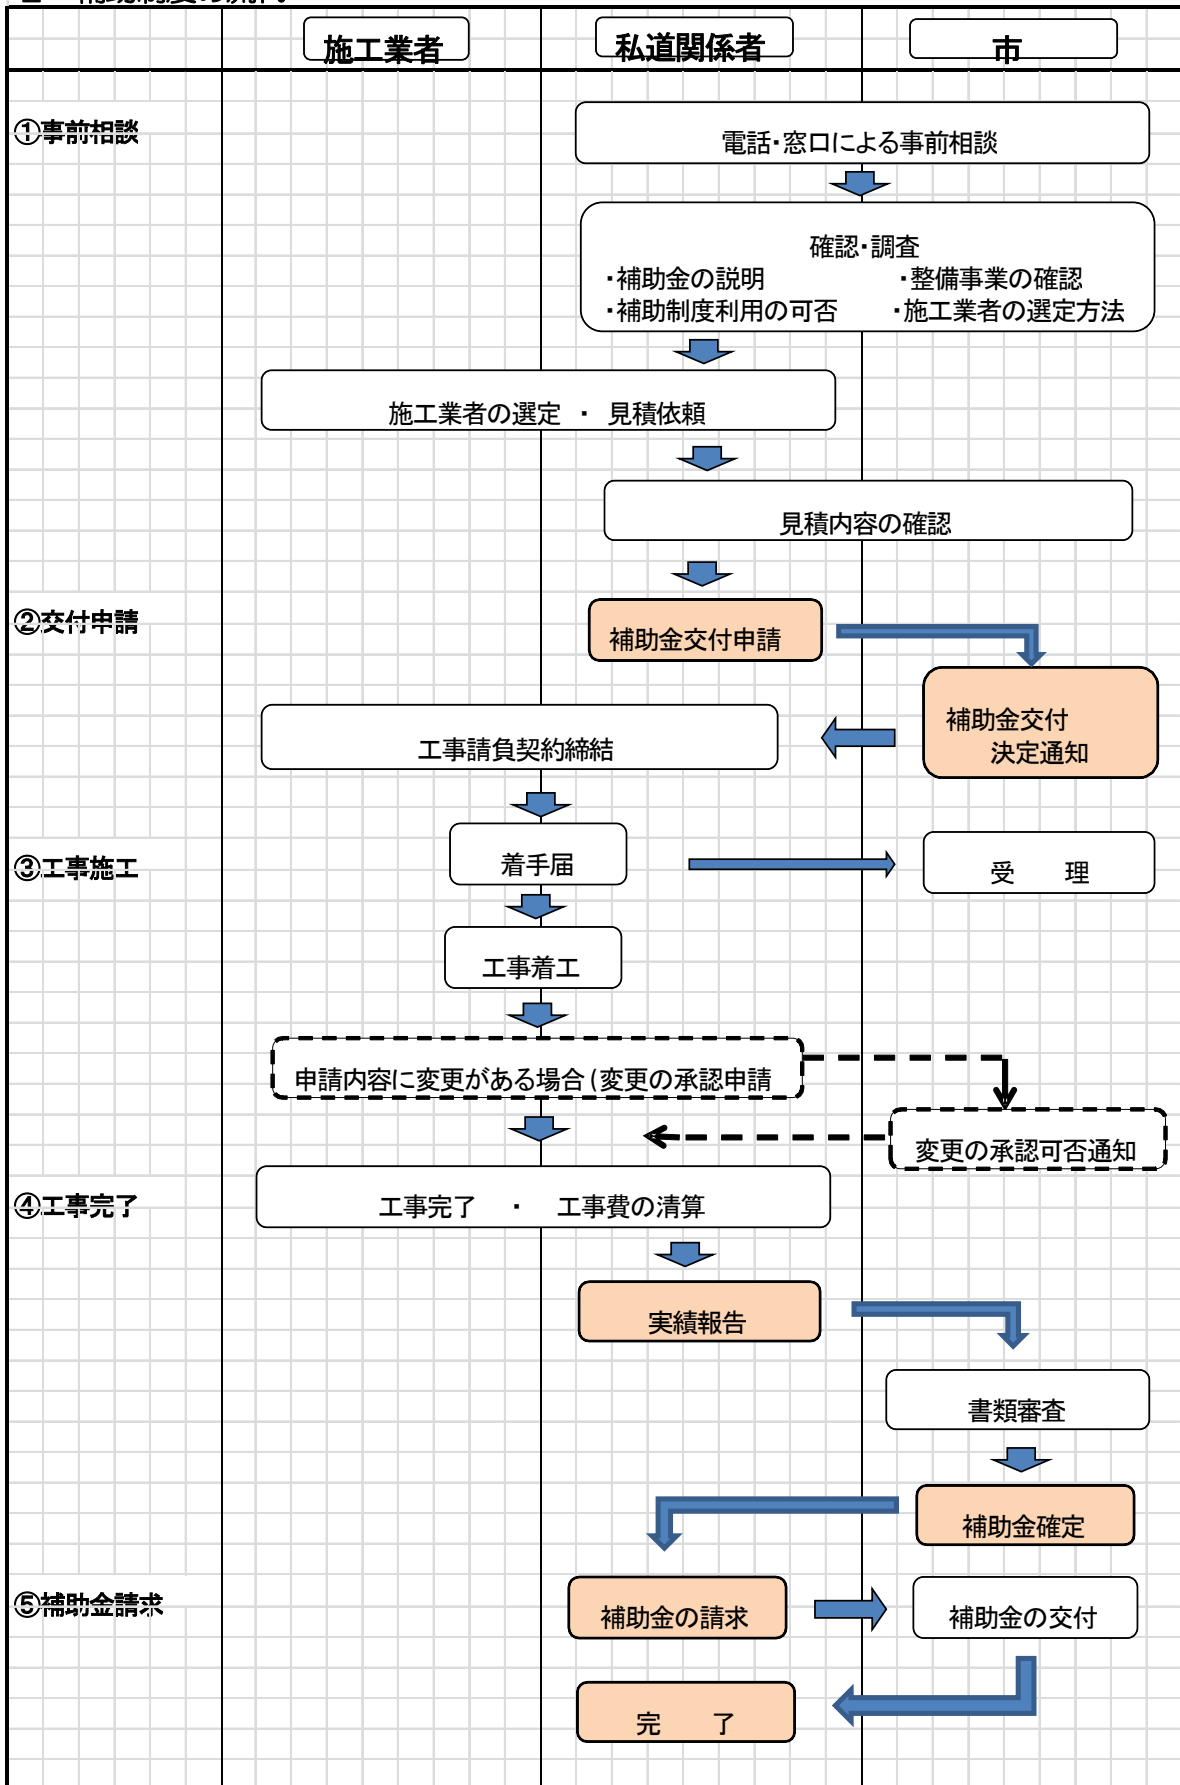 施工業者
私道関係者
市
①事前相談
電話・窓口による事前相談
確認・調査
・補助金の説明 ・整備事業の確認
・補助制度利用の可否 ・施工業者の選定方法
施工業者の選定 ・ 見積依頼
見積内容の確認
②交付申請
補助金交付申請
補助金交付
決定通知
工事請負契約締結
③工事施工
着手届
受 理
工事着工
申請内容に変更がある場合(変更の承認申請
変更の承認可否通知
④工事完了
工事完了 ・ 工事費の清算
実績報告
書類審査
補助金確定
⑤補助金請求
補助金の請求
補助金の交付
完 了